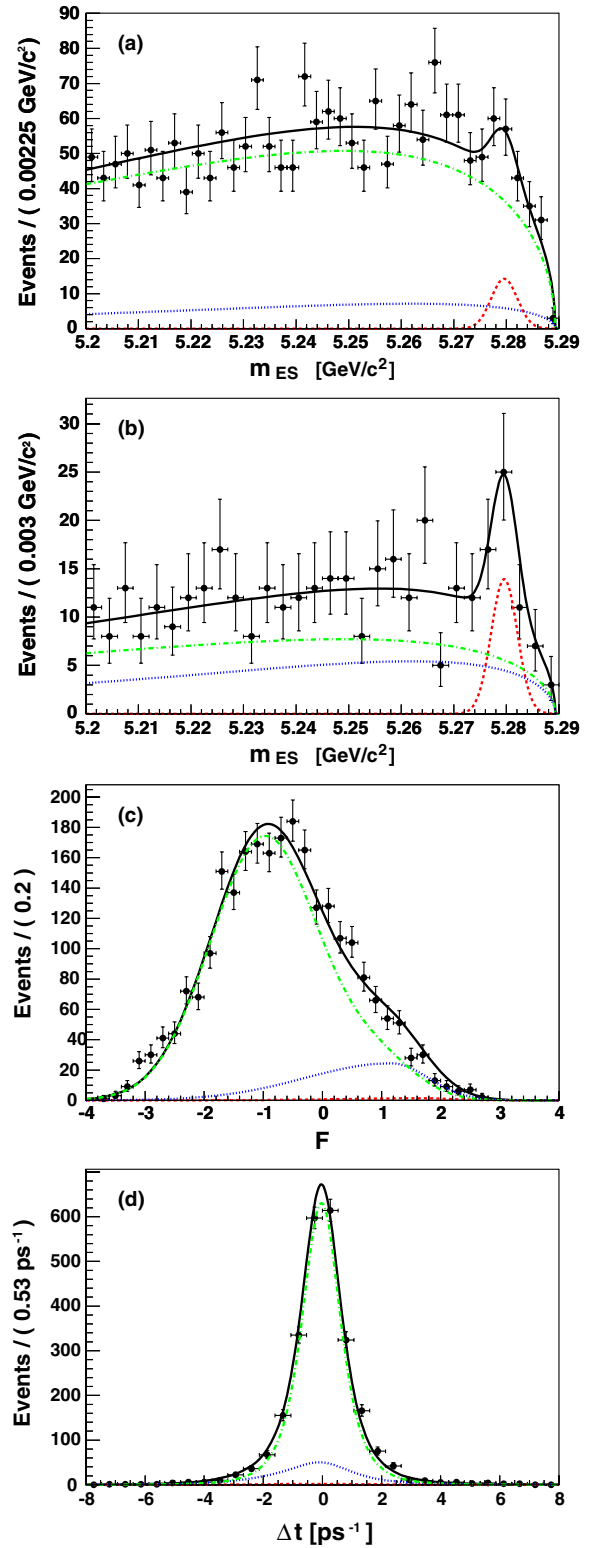 (a)
Events / ( 0.00225 GeV/c² )
90
80
70
60
50
40
30
20
10
0
5.2 5.21 5.22 5.23 5.24 5.25 5.26 5.27 5.28 5.29
m ES [GeV/c²]
(b)
Events / ( 0.003 GeV/c² )
30
25
20
15
10
5
0
5.2 5.21 5.22 5.23 5.24 5.25 5.26 5.27 5.28 5.29
m ES [GeV/c²]
(c)
Events / ( 0.2 )
200
180
160
140
120
100
80
60
40
20
0
-4 -3 -2 -1 0 1 2 3 4
F
(d)
Events / ( 0.53 ps⁻¹ )
600
500
400
300
200
100
0
-8 -6 -4 -2 0 2 4 6 8
Δt [ps⁻¹]